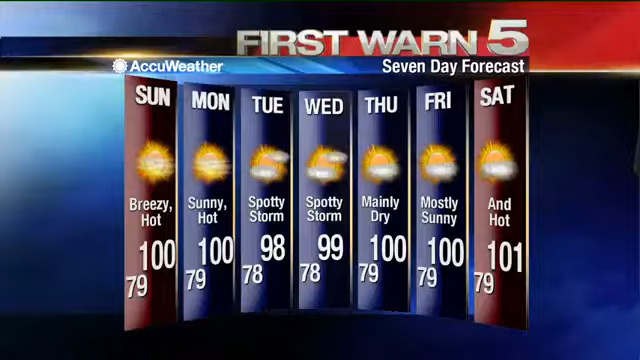 FIRST WARN 5
AccuWeather
Seven Day Forecast
SUN
Breezy,
Hot
100
79
MON
Sunny,
Hot
100
79
TUE
Spotty
Storm
98
78
WED
Spotty
Storm
99
78
THU
Mainly
Dry
100
79
FRI
Mostly
Sunny
100
79
SAT
And
Hot
101
79